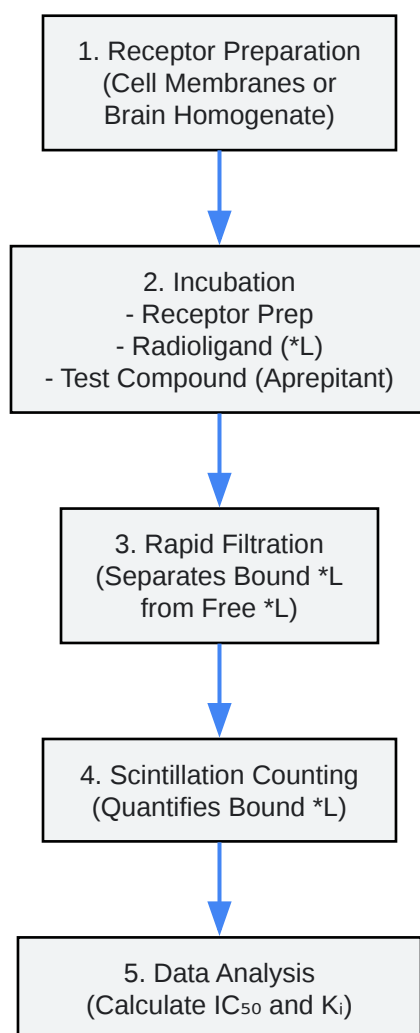 1. Receptor Preparation
(Cell Membranes or
Brain Homogenate)
2. Incubation
- Receptor Prep
- Radioligand (*L)
- Test Compound (Aprepitant)
3. Rapid Filtration
(Separates Bound *L
from Free *L)
4. Scintillation Counting
(Quantifies Bound *L)
5. Data Analysis
(Calculate IC₅₀ and Kᵢ)